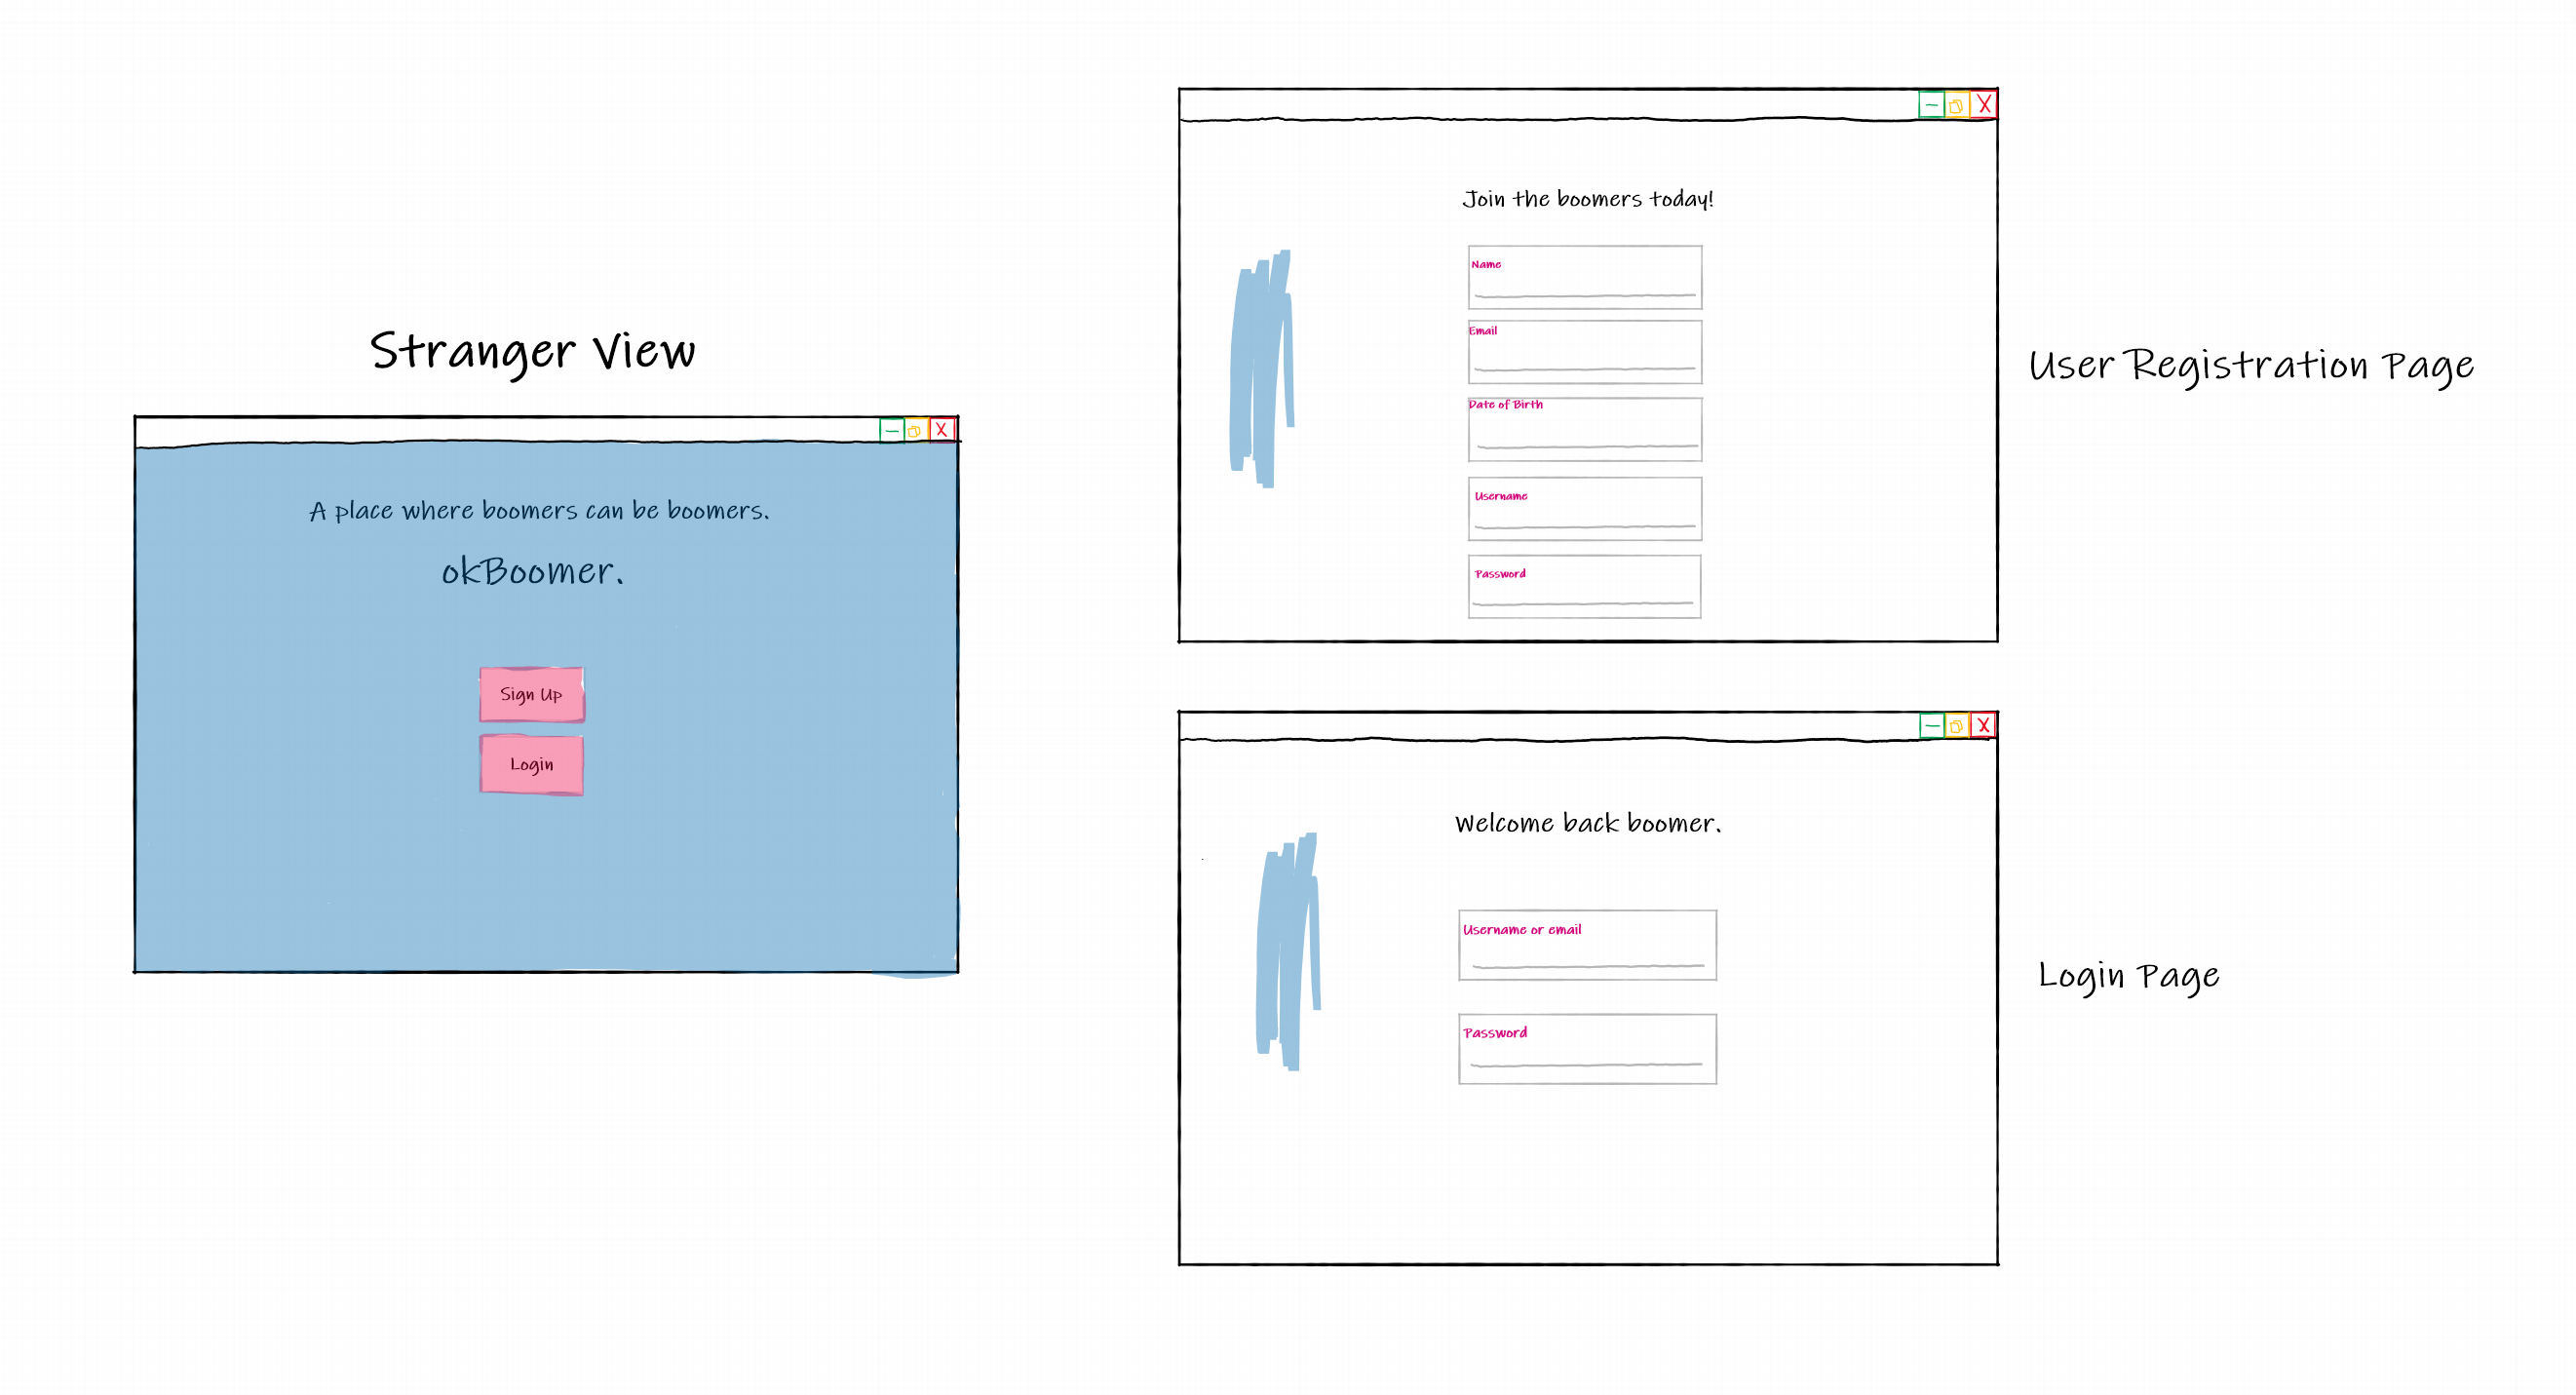 Stranger View
A place where boomers can be boomers.
okBoomer.
Sign Up
Login
Join the boomers today!
Name
Email
Date of Birth
Username
Password
User Registration Page
Welcome back boomer.
Username or email
Password
Login Page